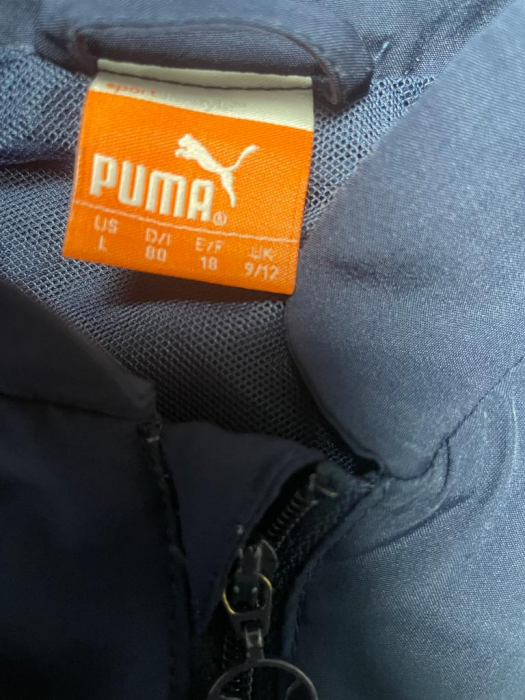 sport
PUMA®
US D/I E/F UK
L 80 18 9/12